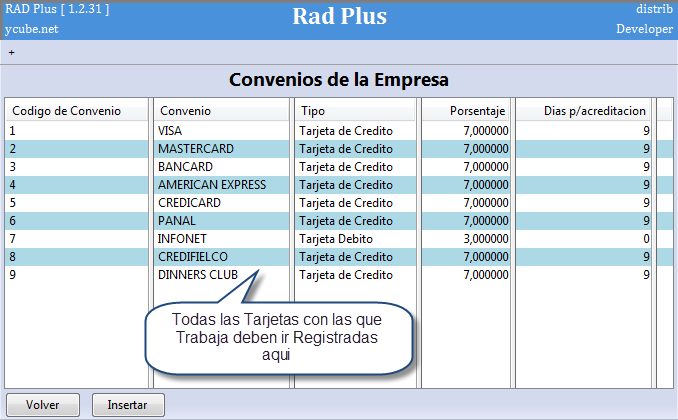 RAD Plus [ 1.2.31 ] Rad Plus distrib
ycube.net Developer
+
Convenios de la Empresa
Codigo de Convenio Convenio Tipo Porsentaje Dias p/acreditacion
1 VISA Tarjeta de Credito 7,000000 9
2 MASTERCARD Tarjeta de Credito 7,000000 9
3 BANCARD Tarjeta de Credito 7,000000 9
4 AMERICAN EXPRESS Tarjeta de Credito 7,000000 9
5 CREDICARD Tarjeta de Credito 7,000000 9
6 PANAL Tarjeta de Credito 7,000000 9
7 INFONET Tarjeta Debito 3,000000 0
8 CREDIFIELCO Tarjeta de Credito 7,000000 9
9 DINNERS CLUB Tarjeta de Credito 7,000000 9
Todas las Tarjetas con las que
Trabaja deben ir Registradas
aqui
Volver Insertar